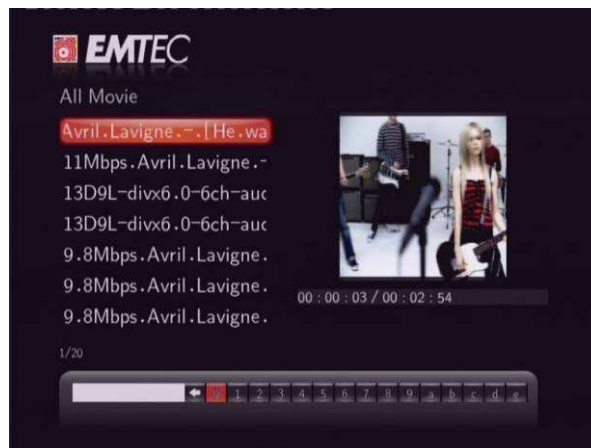 EMTEC
All Movie
Avril.Lavigne.-.[He.wa
11Mbps.Avril.Lavigne.-
13D9L-divx6.0-6ch-auc
13D9L-divx6.0-6ch-auc
9.8Mbps.Avril.Lavigne.
9.8Mbps.Avril.Lavigne.
9.8Mbps.Avril.Lavigne.
00 : 00 : 03 / 00 : 02 : 54
1/20
0 1 2 3 4 5 6 7 8 9 a b c d e